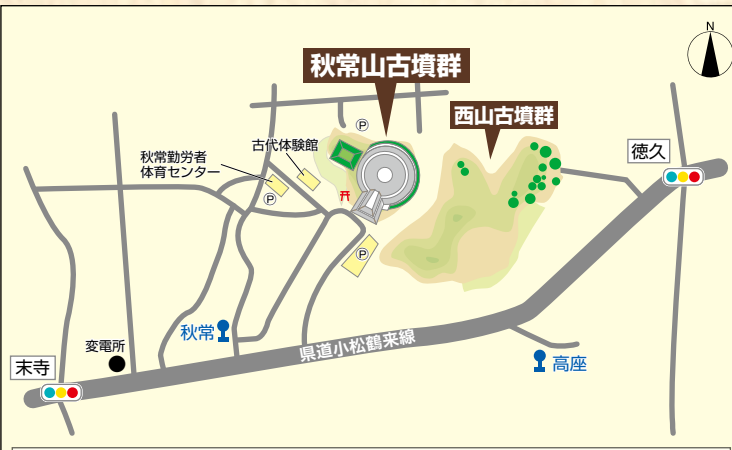 N
秋常山古墳群
西山古墳群
P
徳久
古代体験館
秋常勤労者
体育センター
P
P
県道小松鶴来線
秋常
変電所
高座
末寺